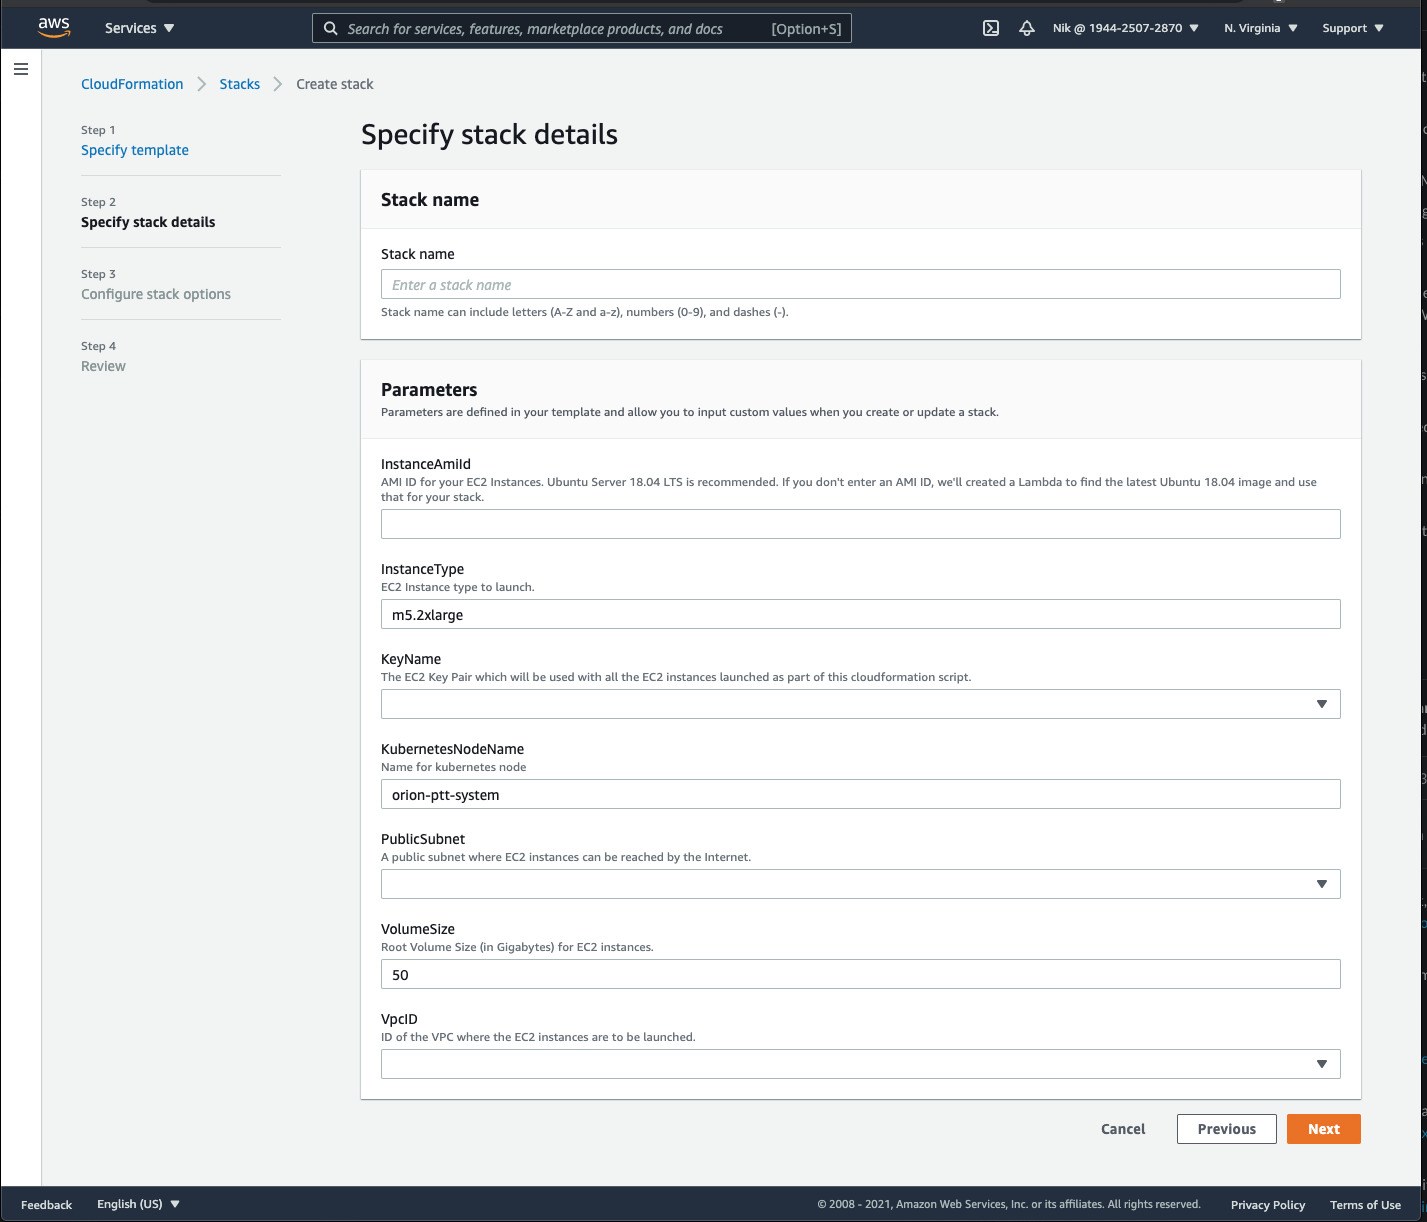 aws
Services
Search for services, features, marketplace products, and docs [Option+S]
Nik @ 1944-2507-2870
N. Virginia
Support
CloudFormation
Stacks
Create stack
Step 1
Specify template
Step 2
Specify stack details
Step 3
Configure stack options
Step 4
Review
Specify stack details
Stack name
Stack name
Enter a stack name
Stack name can include letters (A-Z and a-z), numbers (0-9), and dashes (-).
Parameters
Parameters are defined in your template and allow you to input custom values when you create or update a stack.
InstanceAmiId
AMI ID for your EC2 Instances. Ubuntu Server 18.04 LTS is recommended. If you don't enter an AMI ID, we'll created a Lambda to find the latest Ubuntu 18.04 image and use
that for your stack.
InstanceType
EC2 Instance type to launch.
m5.2xlarge
KeyName
The EC2 Key Pair which will be used with all the EC2 instances launched as part of this cloudformation script.
KubernetesNodeName
Name for kubernetes node
orion-ptt-system
PublicSubnet
A public subnet where EC2 instances can be reached by the Internet.
VolumeSize
Root Volume Size (in Gigabytes) for EC2 instances.
50
VpcID
ID of the VPC where the EC2 instances are to be launched.
Cancel
Previous
Next
Feedback
English (US)
© 2008 - 2021, Amazon Web Services, Inc. or its affiliates. All rights reserved.
Privacy Policy
Terms of Use